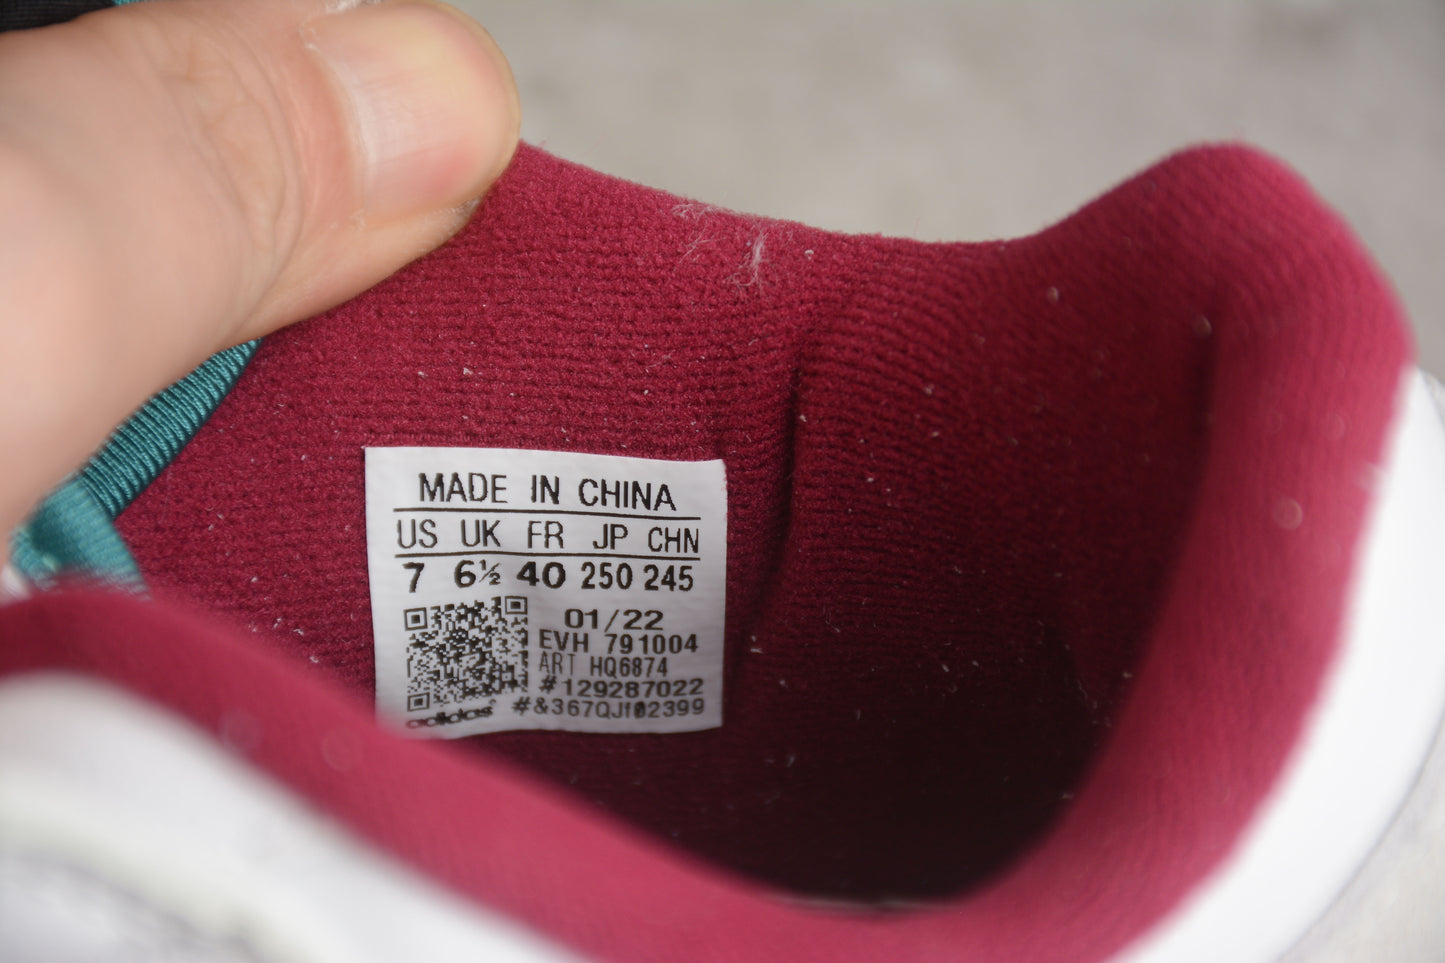 MADE IN CHINA
US UK FR JP CHN
7 6½ 40 250 245
01/22
EVH 791004
ART HQ6874
#129287022
#&367QJf02399
adidas